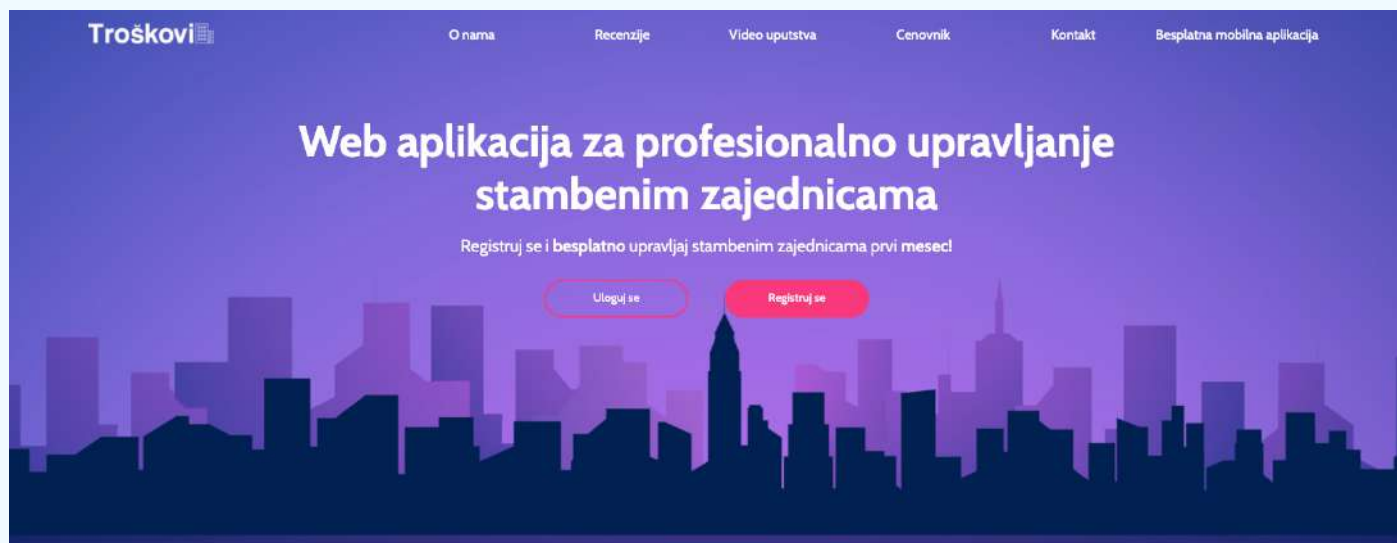 Troškovi
O nama
Recenzije
Video uputstva
Cenovnik
Kontakt
Besplatna mobilna aplikacija
Web aplikacija za profesionalno upravljanje
stambenim zajednicama
Registruj se i besplatno upravljaj stambenim zajednicama prvi mesec!
Uloguj se
Registruj se